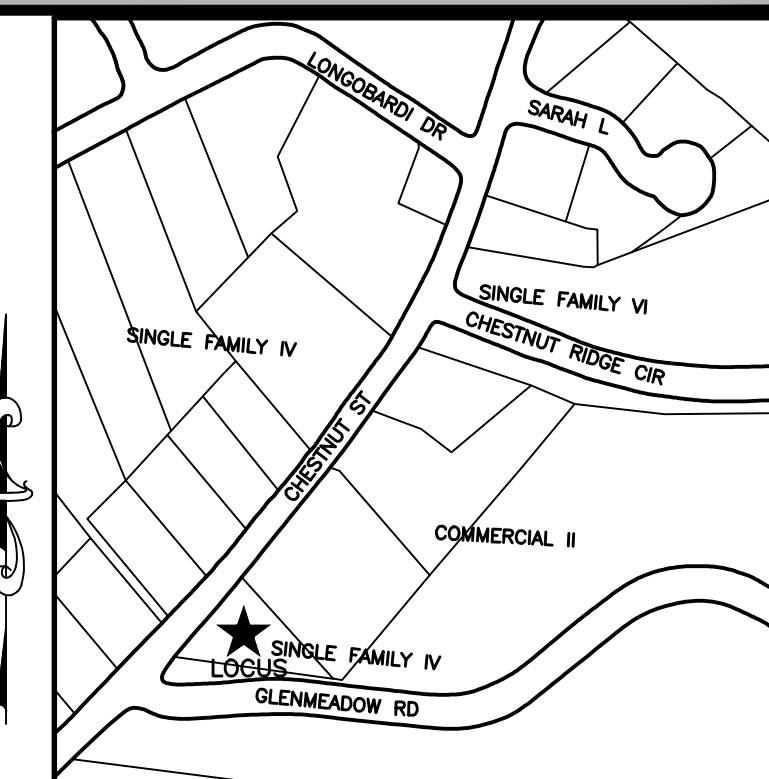 LONGOBARDI DR
SARAH L
SINGLE FAMILY VI
CHESTNUT RIDGE CIR
SINGLE FAMILY IV
CHESTNUT ST
COMMERCIAL II
SINGLE FAMILY IV
LOCUS
GLENMEADOW RD